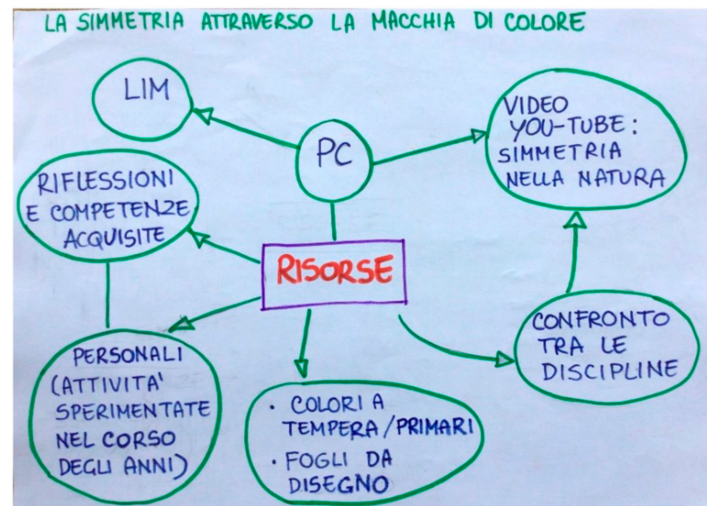 LA SIMMETRIA ATTRAVERSO LA MACCHIA DI COLORE
LIM
PC
VIDEO
YOU-TUBE:
SIMMETRIA
NELLA NATURA
RIFLESSIONI
E COMPETENZE
ACQUISITE
RISORSE
CONFRONTO
TRA LE
DISCIPLINE
PERSONALI
(ATTIVITA'
SPERIMENTATE
NEL CORSO
DEGLI ANNI)
· COLORI A
TEMPERA/PRIMARI
· FOGLI DA
DISEGNO